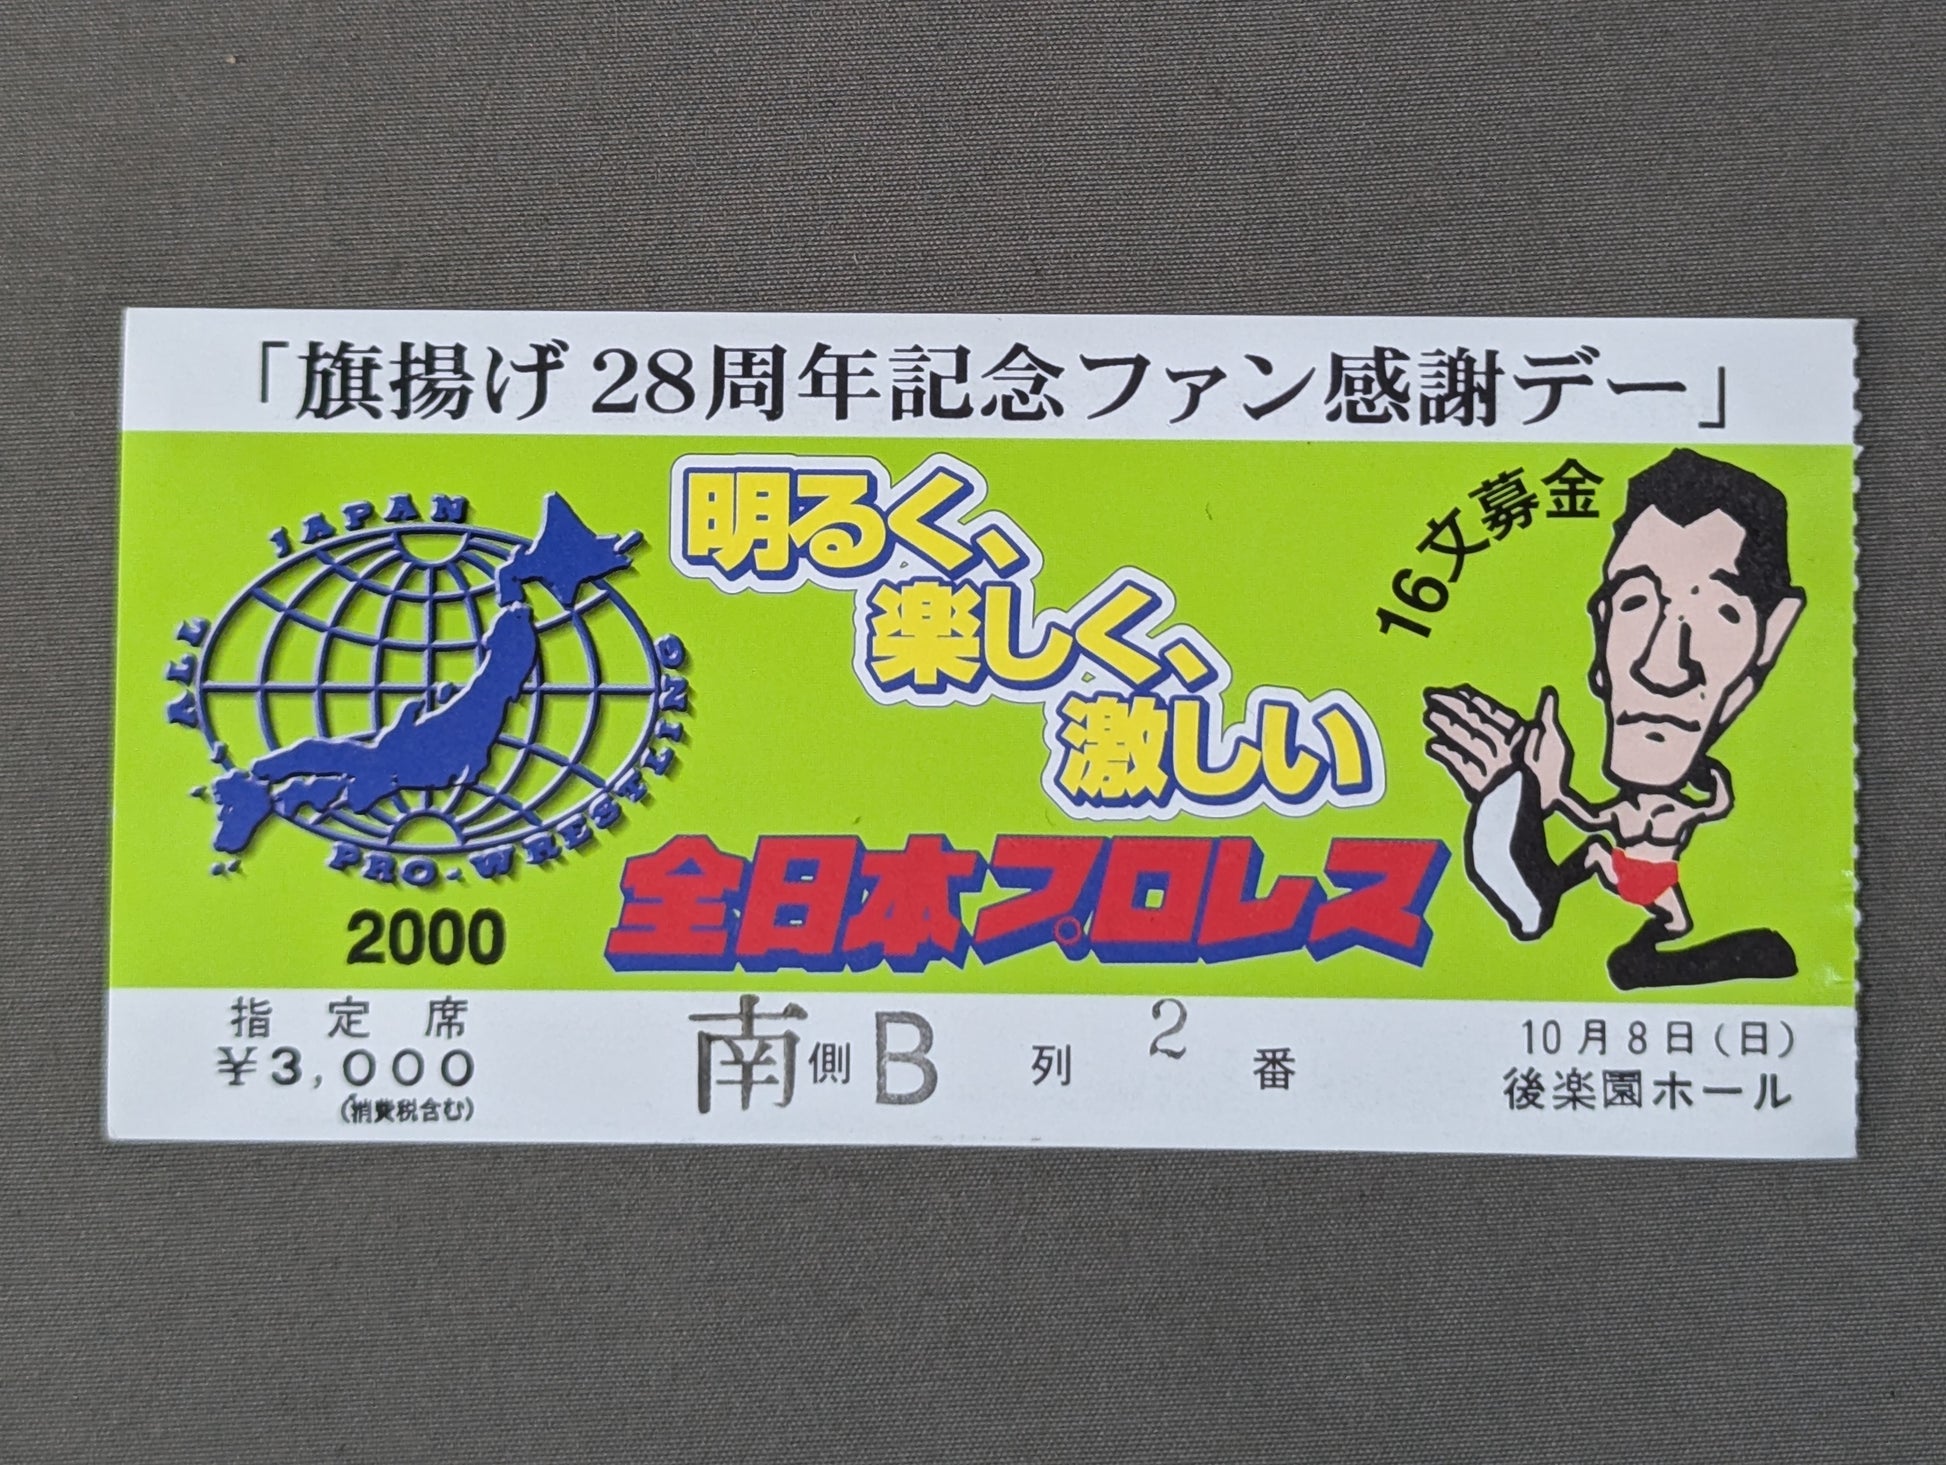 「旗揚げ28周年記念ファン感謝デー」
ALL JAPAN PRO-WRESTLING
2000
明るく、
楽しく、
激しい
全日本プロレス
16文募金
指定席
¥3,000
(消費税含む)
南側 B 列 2 番
10月8日(日)
後楽園ホール